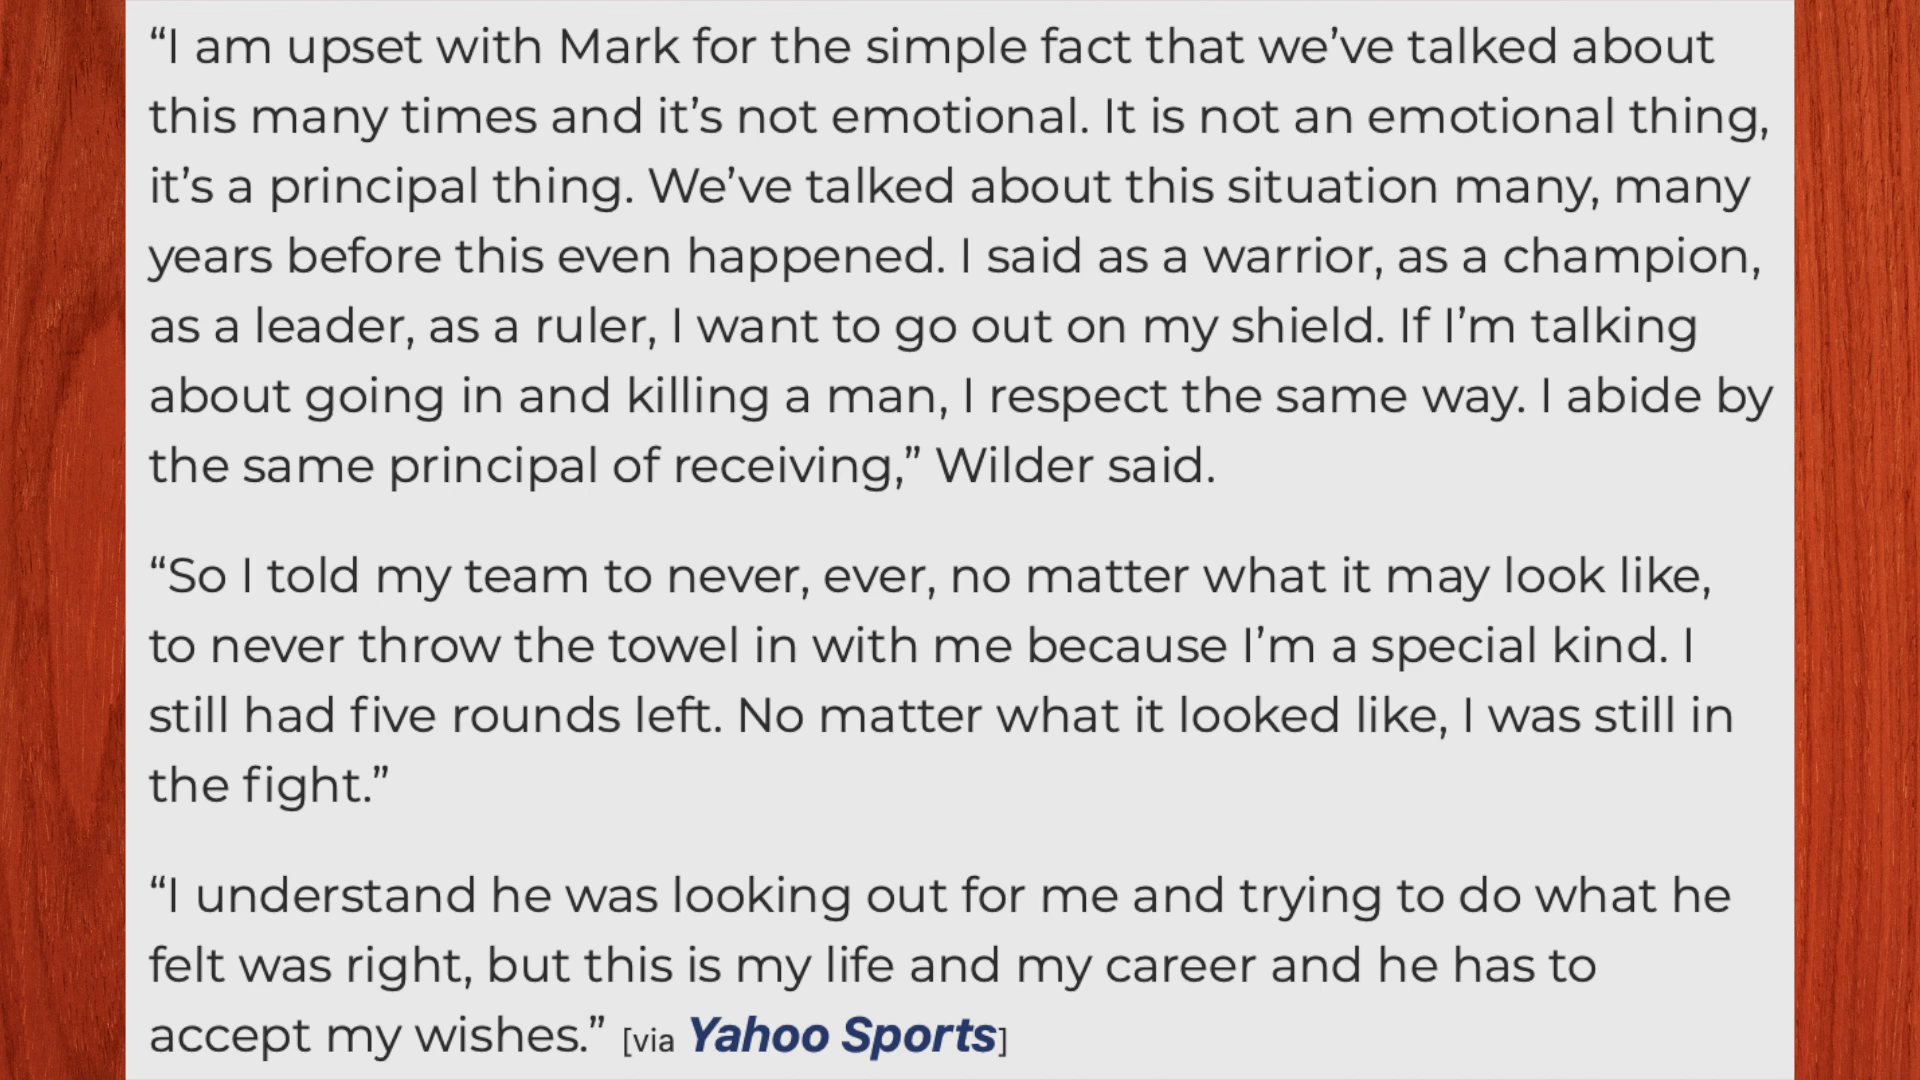 “I am upset with Mark for the simple fact that we’ve talked about
this many times and it’s not emotional. It is not an emotional thing,
it’s a principal thing. We’ve talked about this situation many, many
years before this even happened. I said as a warrior, as a champion,
as a leader, as a ruler, I want to go out on my shield. If I’m talking
about going in and killing a man, I respect the same way. I abide by
the same principal of receiving,” Wilder said.
“So I told my team to never, ever, no matter what it may look like,
to never throw the towel in with me because I’m a special kind. I
still had five rounds left. No matter what it looked like, I was still in
the fight.”
“I understand he was looking out for me and trying to do what he
felt was right, but this is my life and my career and he has to
accept my wishes.” [via Yahoo Sports]